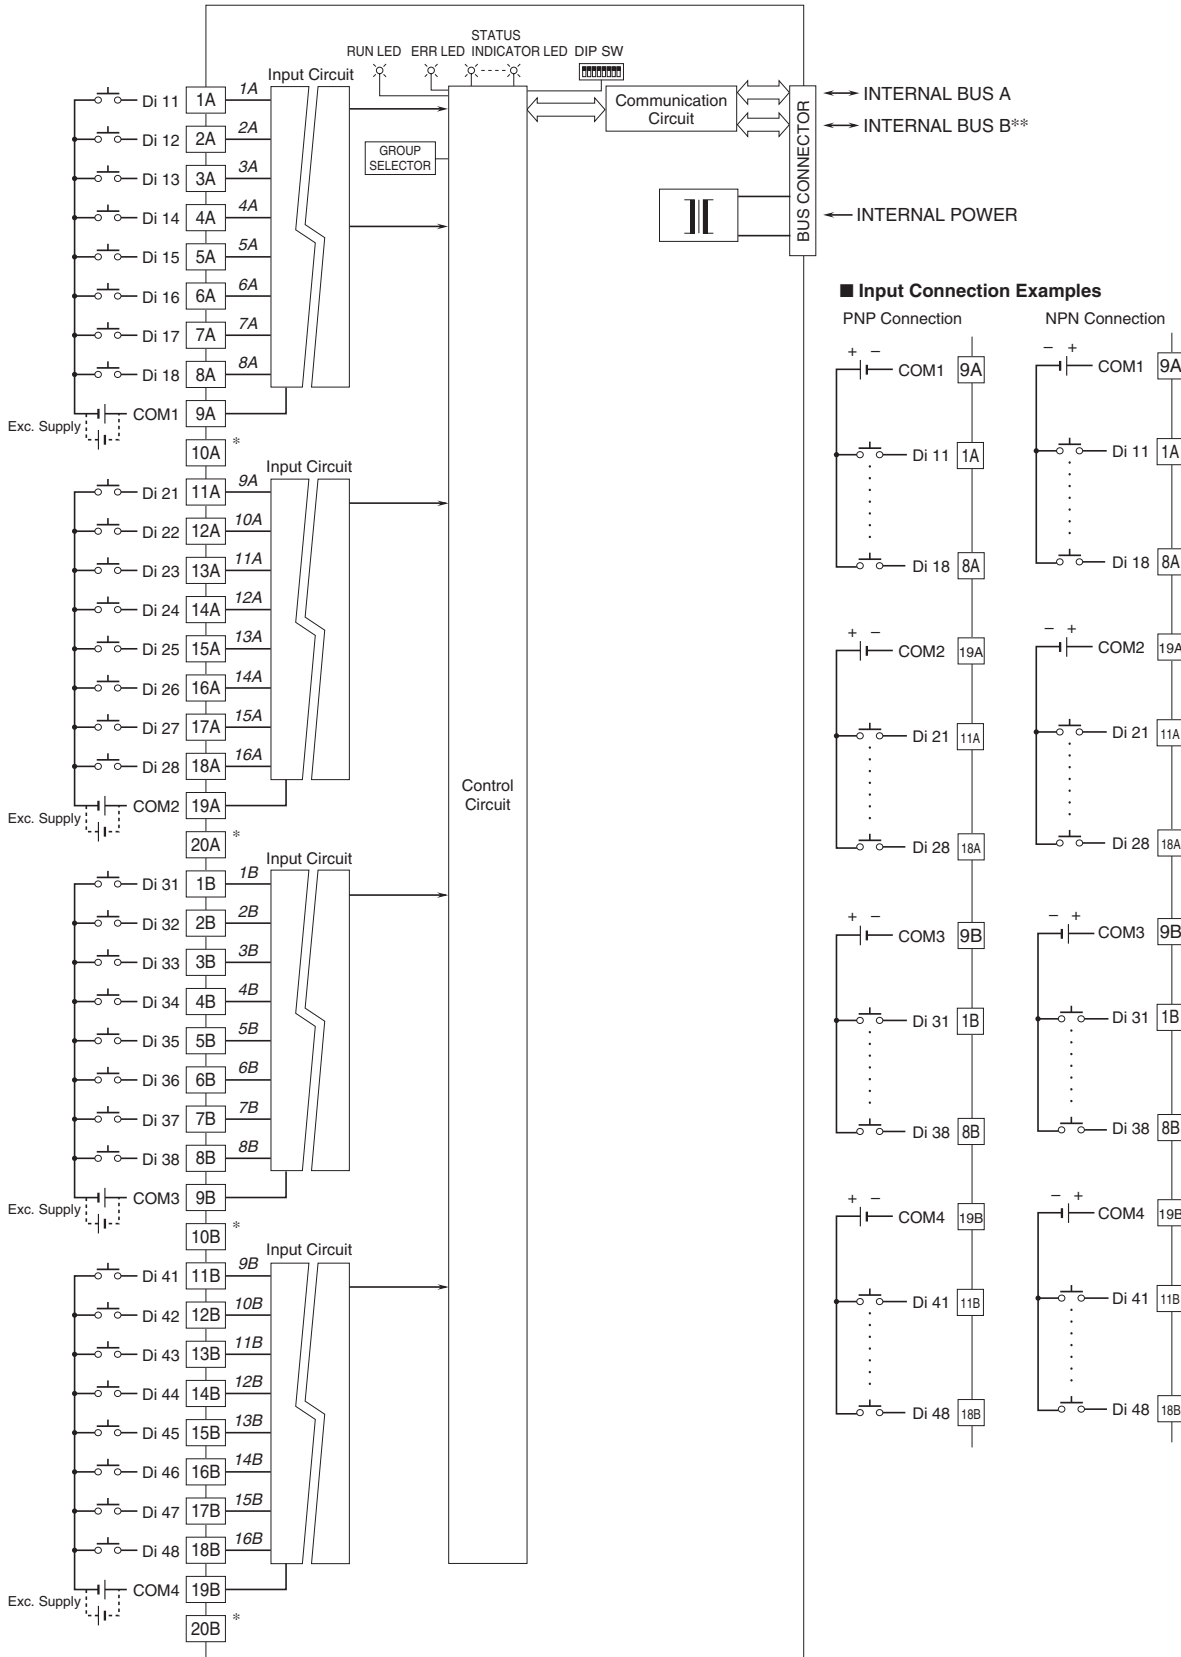 STATUS
RUN LED ERR LED INDICATOR LED DIP SW
Input Circuit
Di 11 1A 1A
Di 12 2A 2A
Di 13 3A 3A
Di 14 4A 4A
Di 15 5A 5A
Di 16 6A 6A
Di 17 7A 7A
Di 18 8A 8A
COM1 9A
Exc. Supply
10A *
Input Circuit
Di 21 11A 9A
Di 22 12A 10A
Di 23 13A 11A
Di 24 14A 12A
Di 25 15A 13A
Di 26 16A 14A
Di 27 17A 15A
Di 28 18A 16A
COM2 19A
Exc. Supply
20A *
Input Circuit
Di 31 1B 1B
Di 32 2B 2B
Di 33 3B 3B
Di 34 4B 4B
Di 35 5B 5B
Di 36 6B 6B
Di 37 7B 7B
Di 38 8B 8B
COM3 9B
Exc. Supply
10B *
Input Circuit
Di 41 11B 9B
Di 42 12B 10B
Di 43 13B 11B
Di 44 14B 12B
Di 45 15B 13B
Di 46 16B 14B
Di 47 17B 15B
Di 48 18B 16B
COM4 19B
Exc. Supply
20B *
GROUP
SELECTOR
Control
Circuit
Communication
Circuit
BUS CONNECTOR
INTERNAL BUS A
INTERNAL BUS B**
INTERNAL POWER
■ Input Connection Examples
PNP Connection
+ −
COM1 9A
Di 11 1A
Di 18 8A
+ −
COM2 19A
Di 21 11A
Di 28 18A
+ −
COM3 9B
Di 31 1B
Di 38 8B
+ −
COM4 19B
Di 41 11B
Di 48 18B
NPN Connection
− +
COM1 9A
Di 11 1A
Di 18 8A
− +
COM2 19A
Di 21 11A
Di 28 18A
− +
COM3 9B
Di 31 1B
Di 38 8B
− +
COM4 19B
Di 41 11B
Di 48 18B